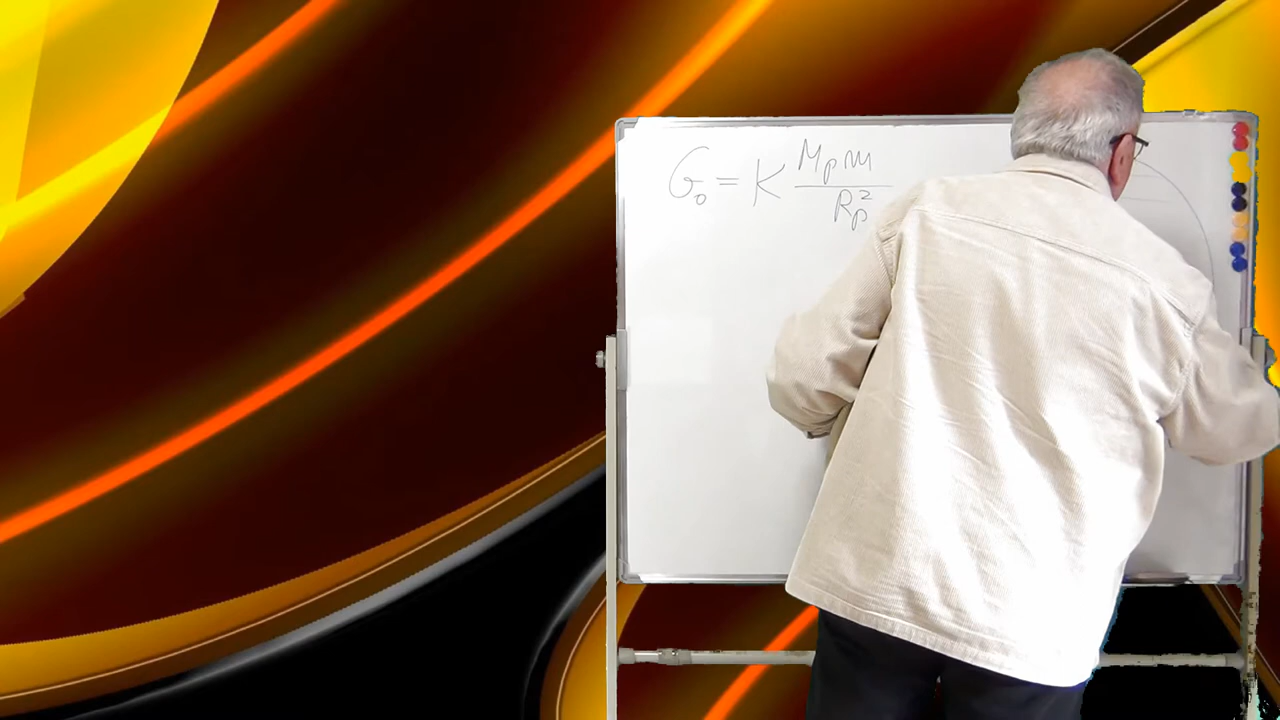 G₀ = K Mₚm / Rₚ²